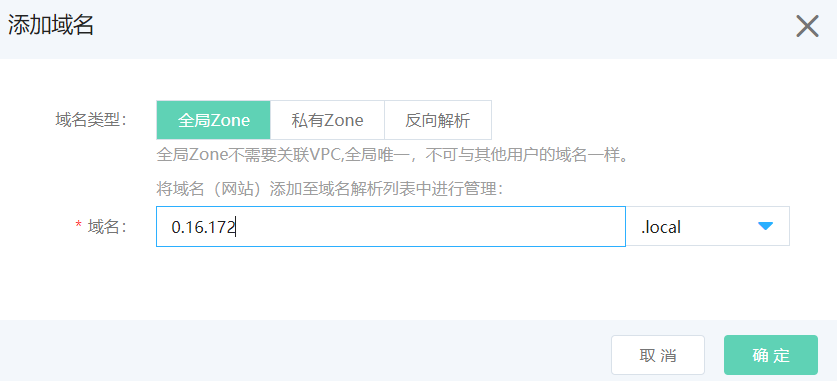 添加域名
域名类型： 全局Zone 私有Zone 反向解析
全局Zone不需要关联VPC,全局唯一，不可与其他用户的域名一样。
将域名（网站）添加至域名解析列表中进行管理：
* 域名： 0.16.172 .local
取 消 确 定